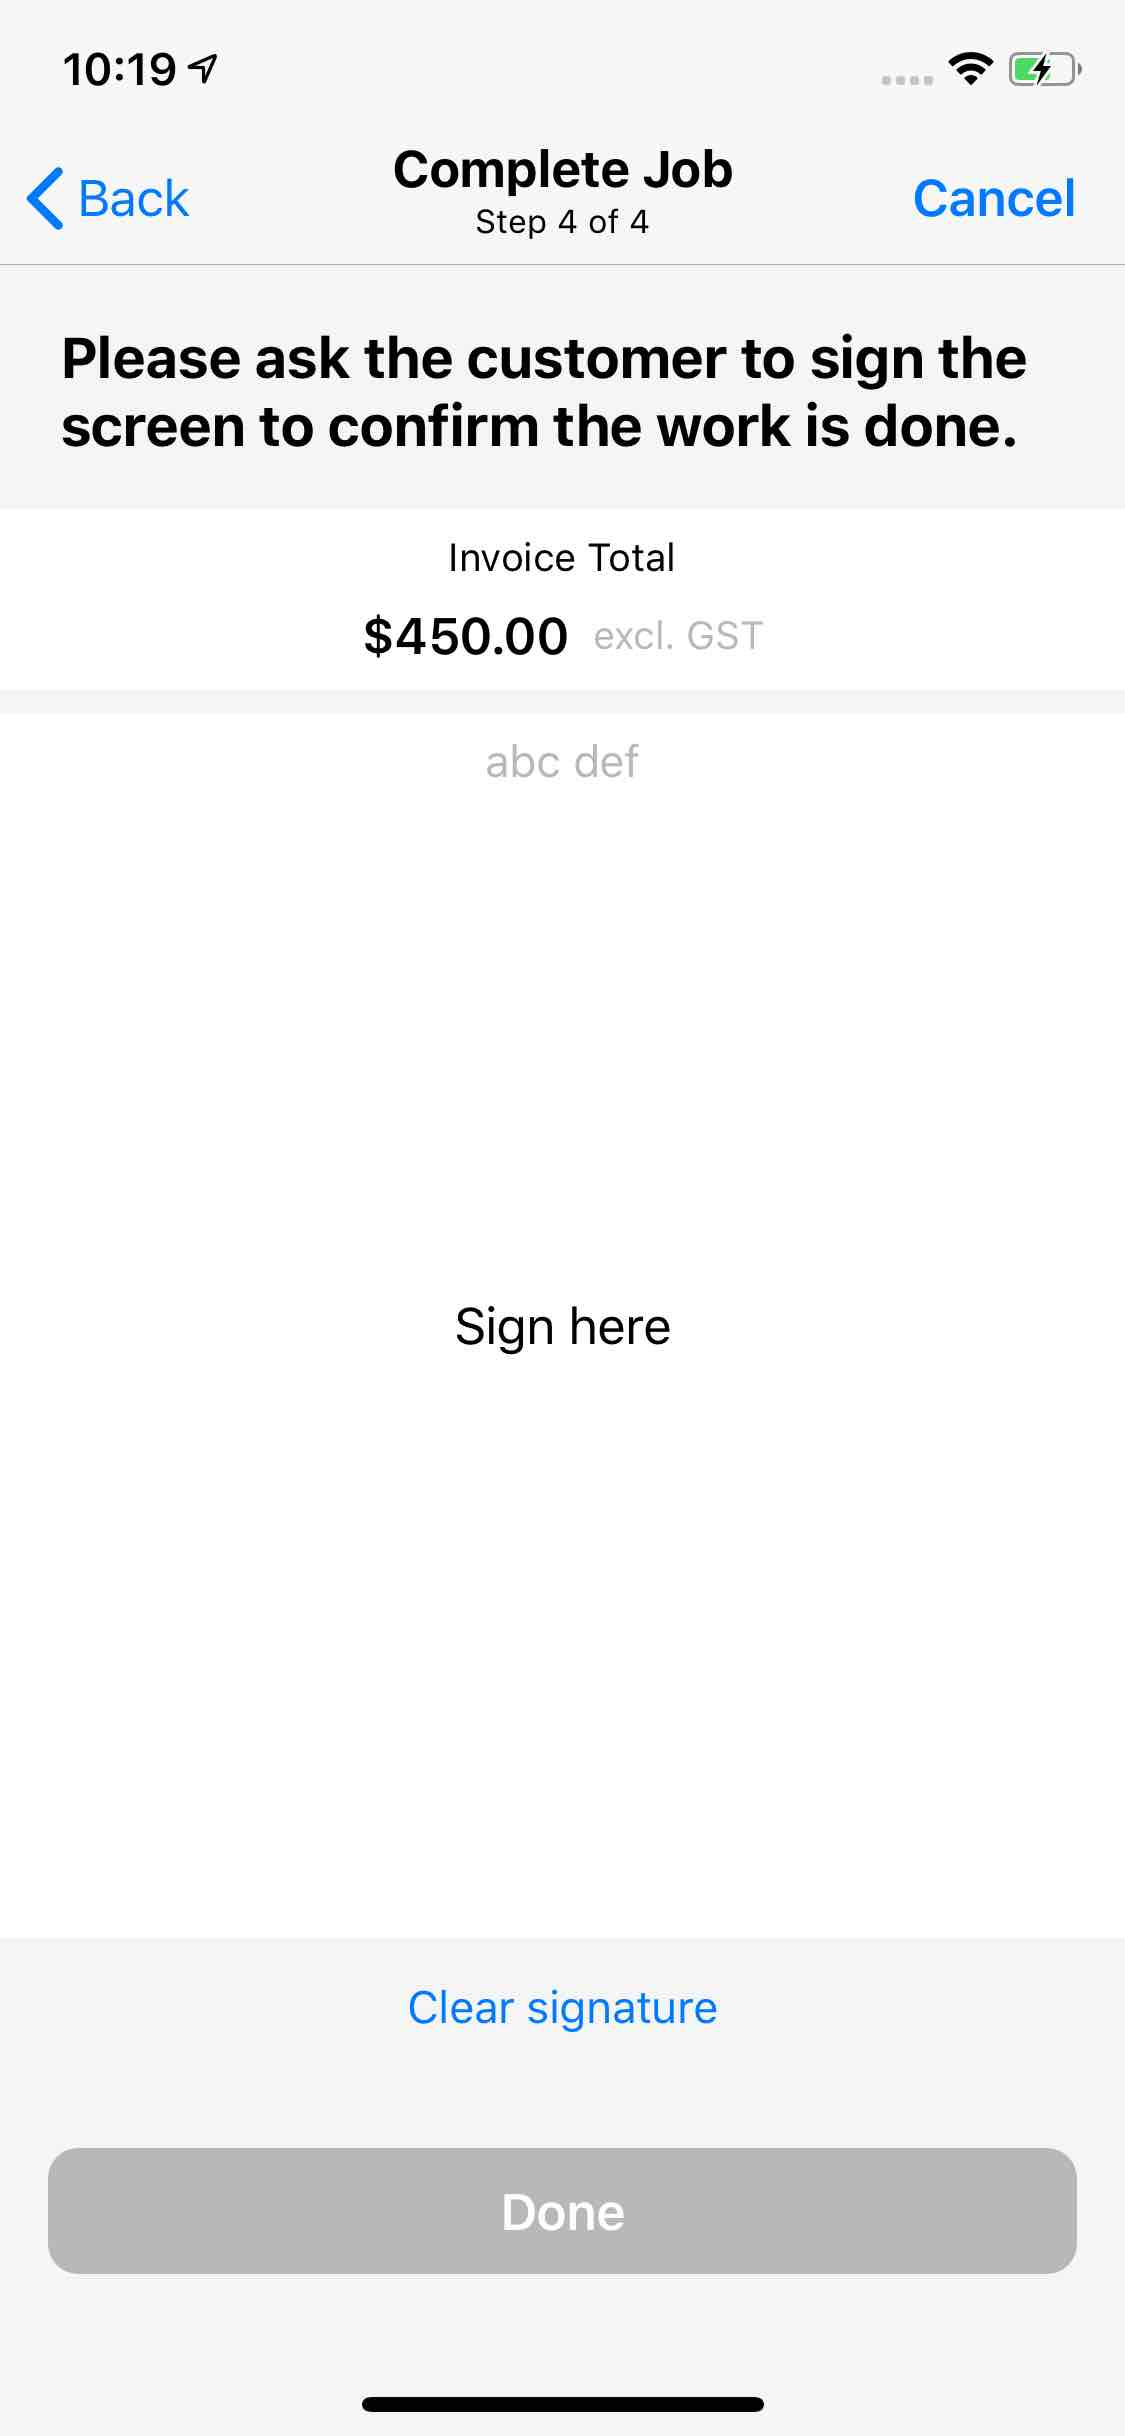 10:19
Back
Complete Job
Step 4 of 4
Cancel
Please ask the customer to sign the
screen to confirm the work is done.
Invoice Total
$450.00 excl. GST
abc def
Sign here
Clear signature
Done